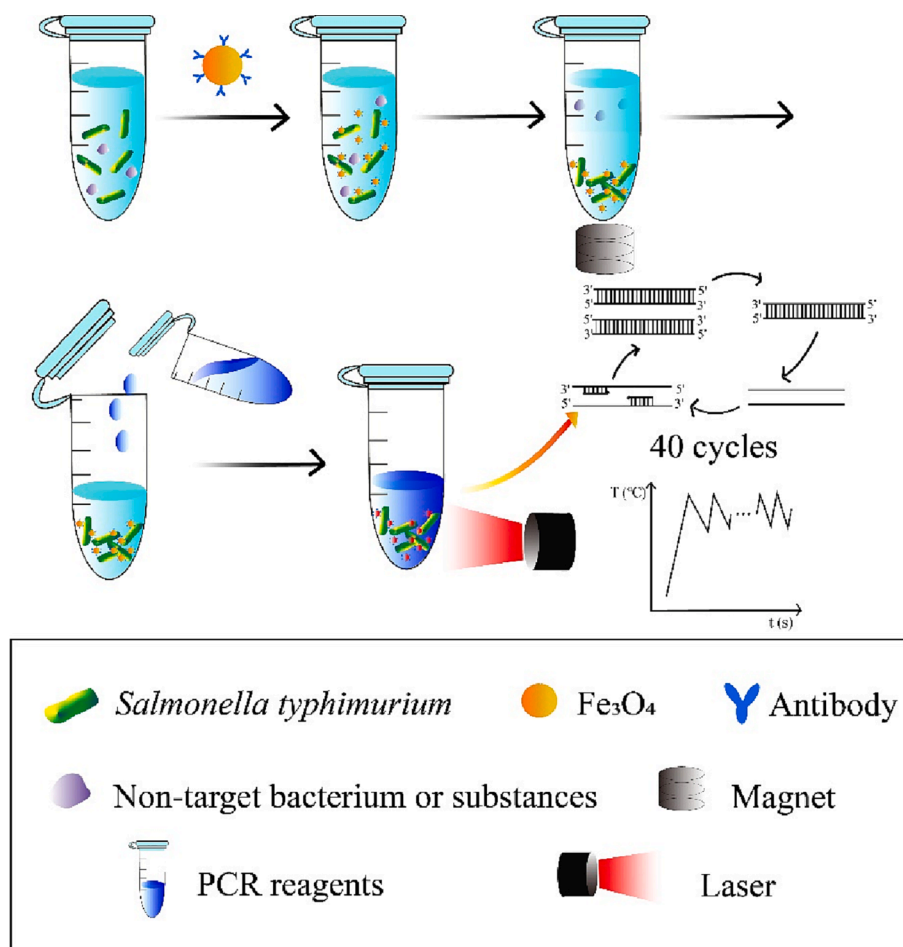 3' 5'
5' 3'
5' 3'
3' 5'
3' 5'
5' 3'
3' 5'
5' 3'
40 cycles
T (°C)
...
t (s)
Salmonella typhimurium
Fe₃O₄
Antibody
Non-target bacterium or substances
Magnet
PCR reagents
Laser